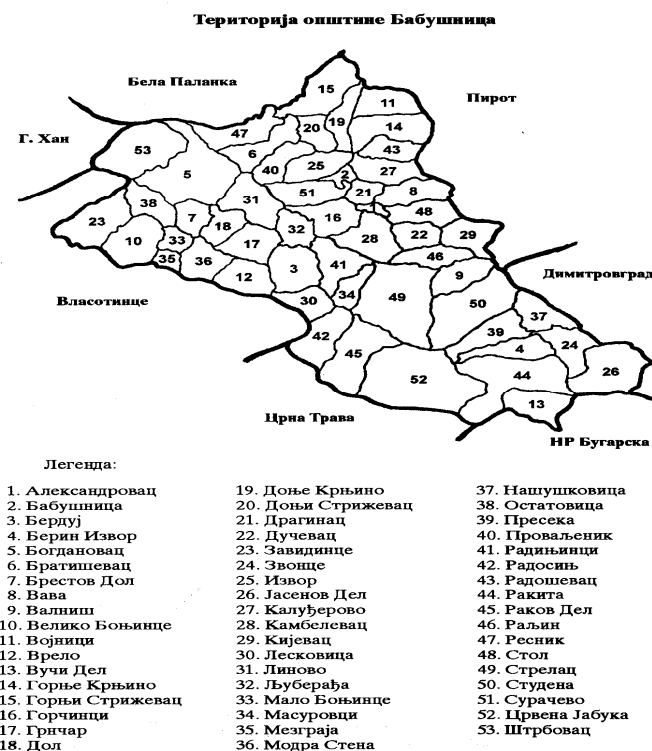 Територија општине Бабушница
Бела Паланка
Пирот
Г. Хан
Димитровград
Власотинце
Црна Трава
НР Бугарска
15
11
19
20
14
47
43
53
6
25
27
5
40
2
21
8
51
31
38
7
16
48
23
18
32
28
22
29
10
33
17
46
35
36
12
3
41
9
34
49
50
30
37
42
39
24
45
4
52
44
26
13
Легенда:
1. Александровац
2. Бабушница
3. Бердуј
4. Берин Извор
5. Богдановац
6. Братишевац
7. Брестов Дол
8. Вава
9. Валниш
10. Велико Боњинце
11. Војници
12. Врело
13. Вучи Дел
14. Горње Крњино
15. Горњи Стрижевац
16. Горчинци
17. Грнчар
18. Дол
19. Доње Крњино
20. Доњи Стрижевац
21. Драгинац
22. Дучевац
23. Завидинце
24. Звонце
25. Извор
26. Јасенов Дел
27. Калуђерово
28. Камбелевац
29. Кијевац
30. Лесковица
31. Линово
32. Љуберађа
33. Мало Боњинце
34. Масуровци
35. Мезграја
36. Модра Стена
37. Нашушковица
38. Остатовица
39. Пресека
40. Проваљеник
41. Радињинци
42. Радосињ
43. Радошевац
44. Ракита
45. Раков Дел
46. Раљин
47. Ресник
48. Стол
49. Стрелац
50. Студена
51. Сурачево
52. Црвена Јабука
53. Штрбовац